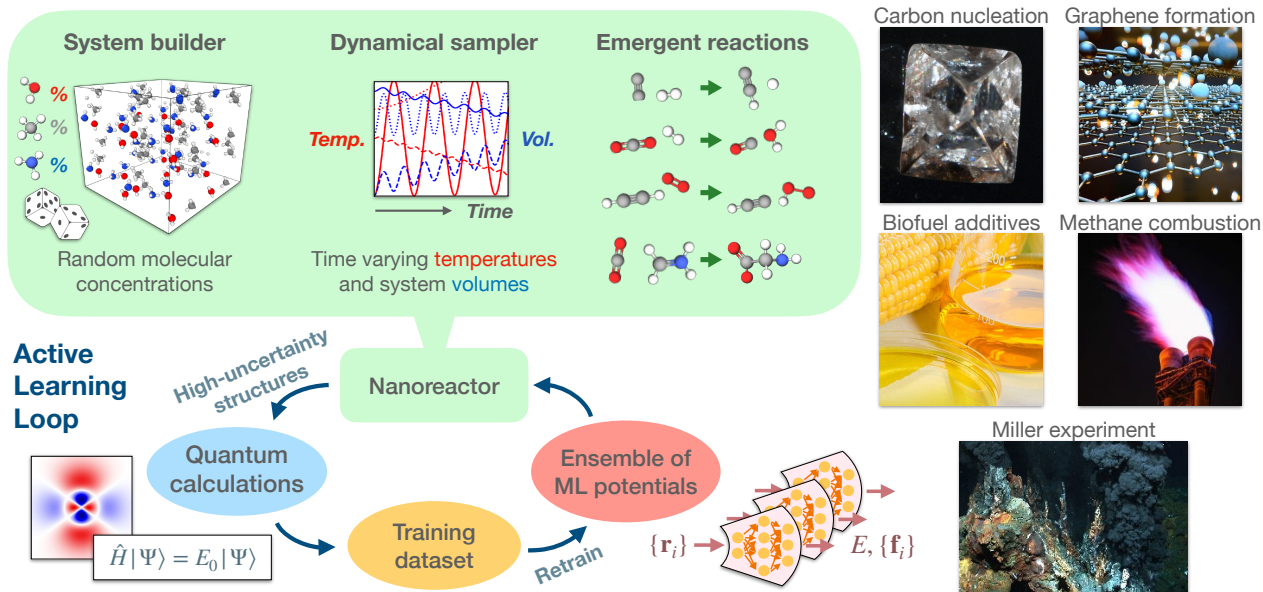 System builder
%
%
%
Random molecular
concentrations
Dynamical sampler
Temp.
Vol.
Time
Time varying temperatures
and system volumes
Emergent reactions
Carbon nucleation
Graphene formation
Biofuel additives
Methane combustion
Miller experiment
Active
Learning
Loop
High-uncertainty
structures
Nanoreactor
Quantum
calculations
Ĥ|Ψ⟩ = E₀|Ψ⟩
Training
dataset
Retrain
Ensemble of
ML potentials
{𝐫ᵢ}
E, {𝐟ᵢ}